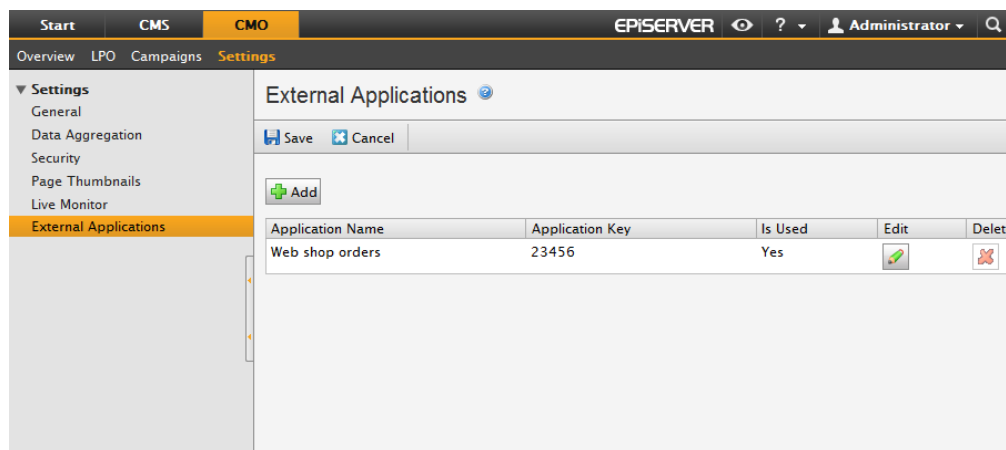 Start CMS CMO EPiSERVER ? Administrator
Overview LPO Campaigns Settings
Settings
General
Data Aggregation
Security
Page Thumbnails
Live Monitor
External Applications
External Applications ?
Save Cancel
Add
Application Name Application Key Is Used Edit Delet
Web shop orders 23456 Yes